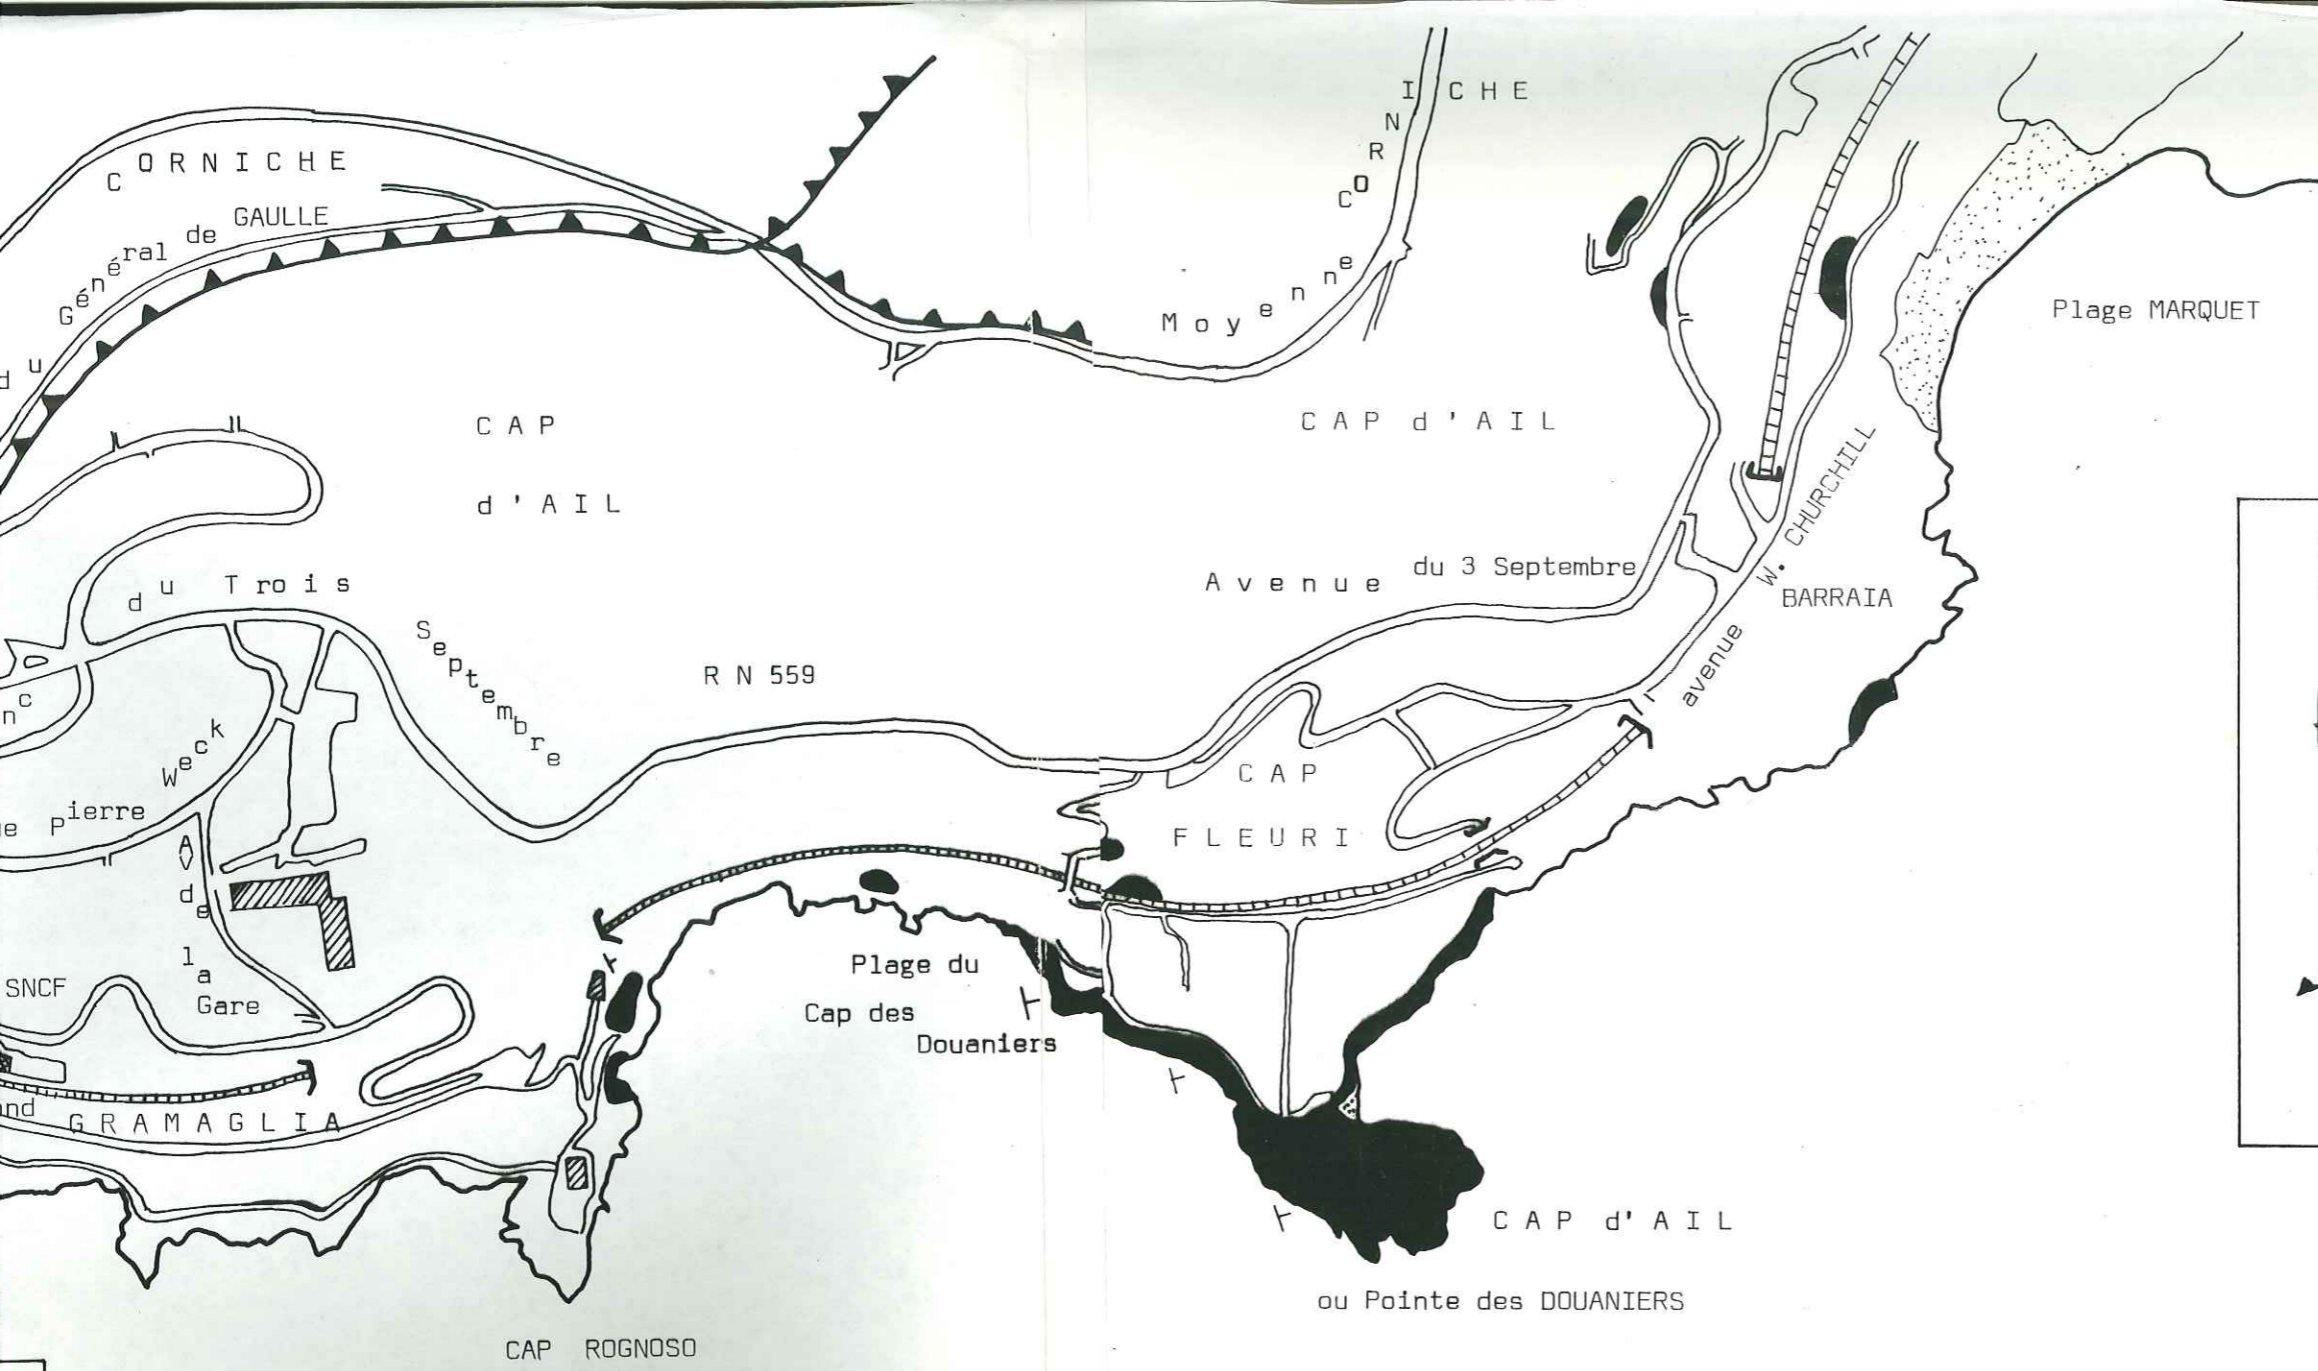 CORNICHE
du Général de GAULLE
Moyenne CORNICHE
Plage MARQUET
CAP
d'AIL
CAP d'AIL
du Trois
Septembre
Avenue du 3 Septembre
avenue W. CHURCHILL
BARRAIA
R N 559
Pierre Weck
CAP
FLEURI
Av de la Gare
SNCF
Plage du
Cap des
Douaniers
GRAMAGLIA
CAP d'AIL
ou Pointe des DOUANIERS
CAP ROGNOSO